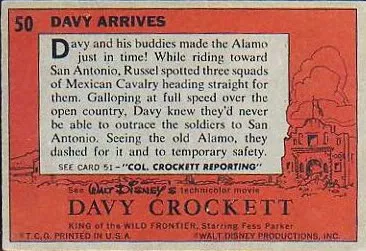 50 DAVY ARRIVES
Davy and his buddies made the Alamo
just in time! While riding toward
San Antonio, Russel spotted three squads
of Mexican Cavalry heading straight for
them. Galloping at full speed over the
open country, Davy knew they'd never
be able to outrace the soldiers to San
Antonio. Seeing the old Alamo, they
dashed for it and to temporary safety.
SEE CARD 51-"COL. CROCKETT REPORTING"
See WALT DISNEY'S technicolor movie
DAVY CROCKETT
KING of the WILD FRONTIER, Starring Fess Parker
©T.C.G. PRINTED IN U.S.A. ©WALT DISNEY PRODUCTIONS, INC.